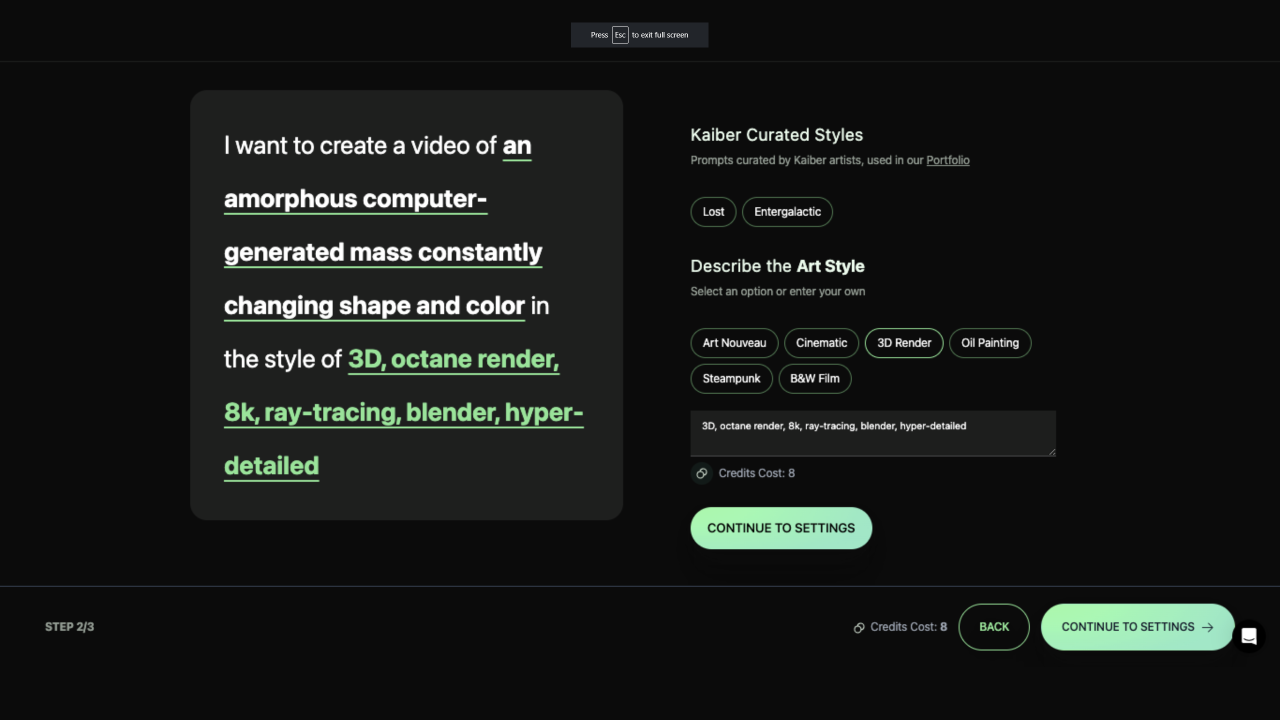 Press Esc to exit full screen
I want to create a video of an
amorphous computer-
generated mass constantly
changing shape and color in
the style of 3D, octane render,
8k, ray-tracing, blender, hyper-
detailed
Kaiber Curated Styles
Prompts curated by Kaiber artists, used in our Portfolio
Lost Entergalactic
Describe the Art Style
Select an option or enter your own
Art Nouveau Cinematic 3D Render Oil Painting
Steampunk B&W Film
3D, octane render, 8k, ray-tracing, blender, hyper-detailed
Credits Cost: 8
CONTINUE TO SETTINGS
STEP 2/3 Credits Cost: 8 BACK CONTINUE TO SETTINGS →